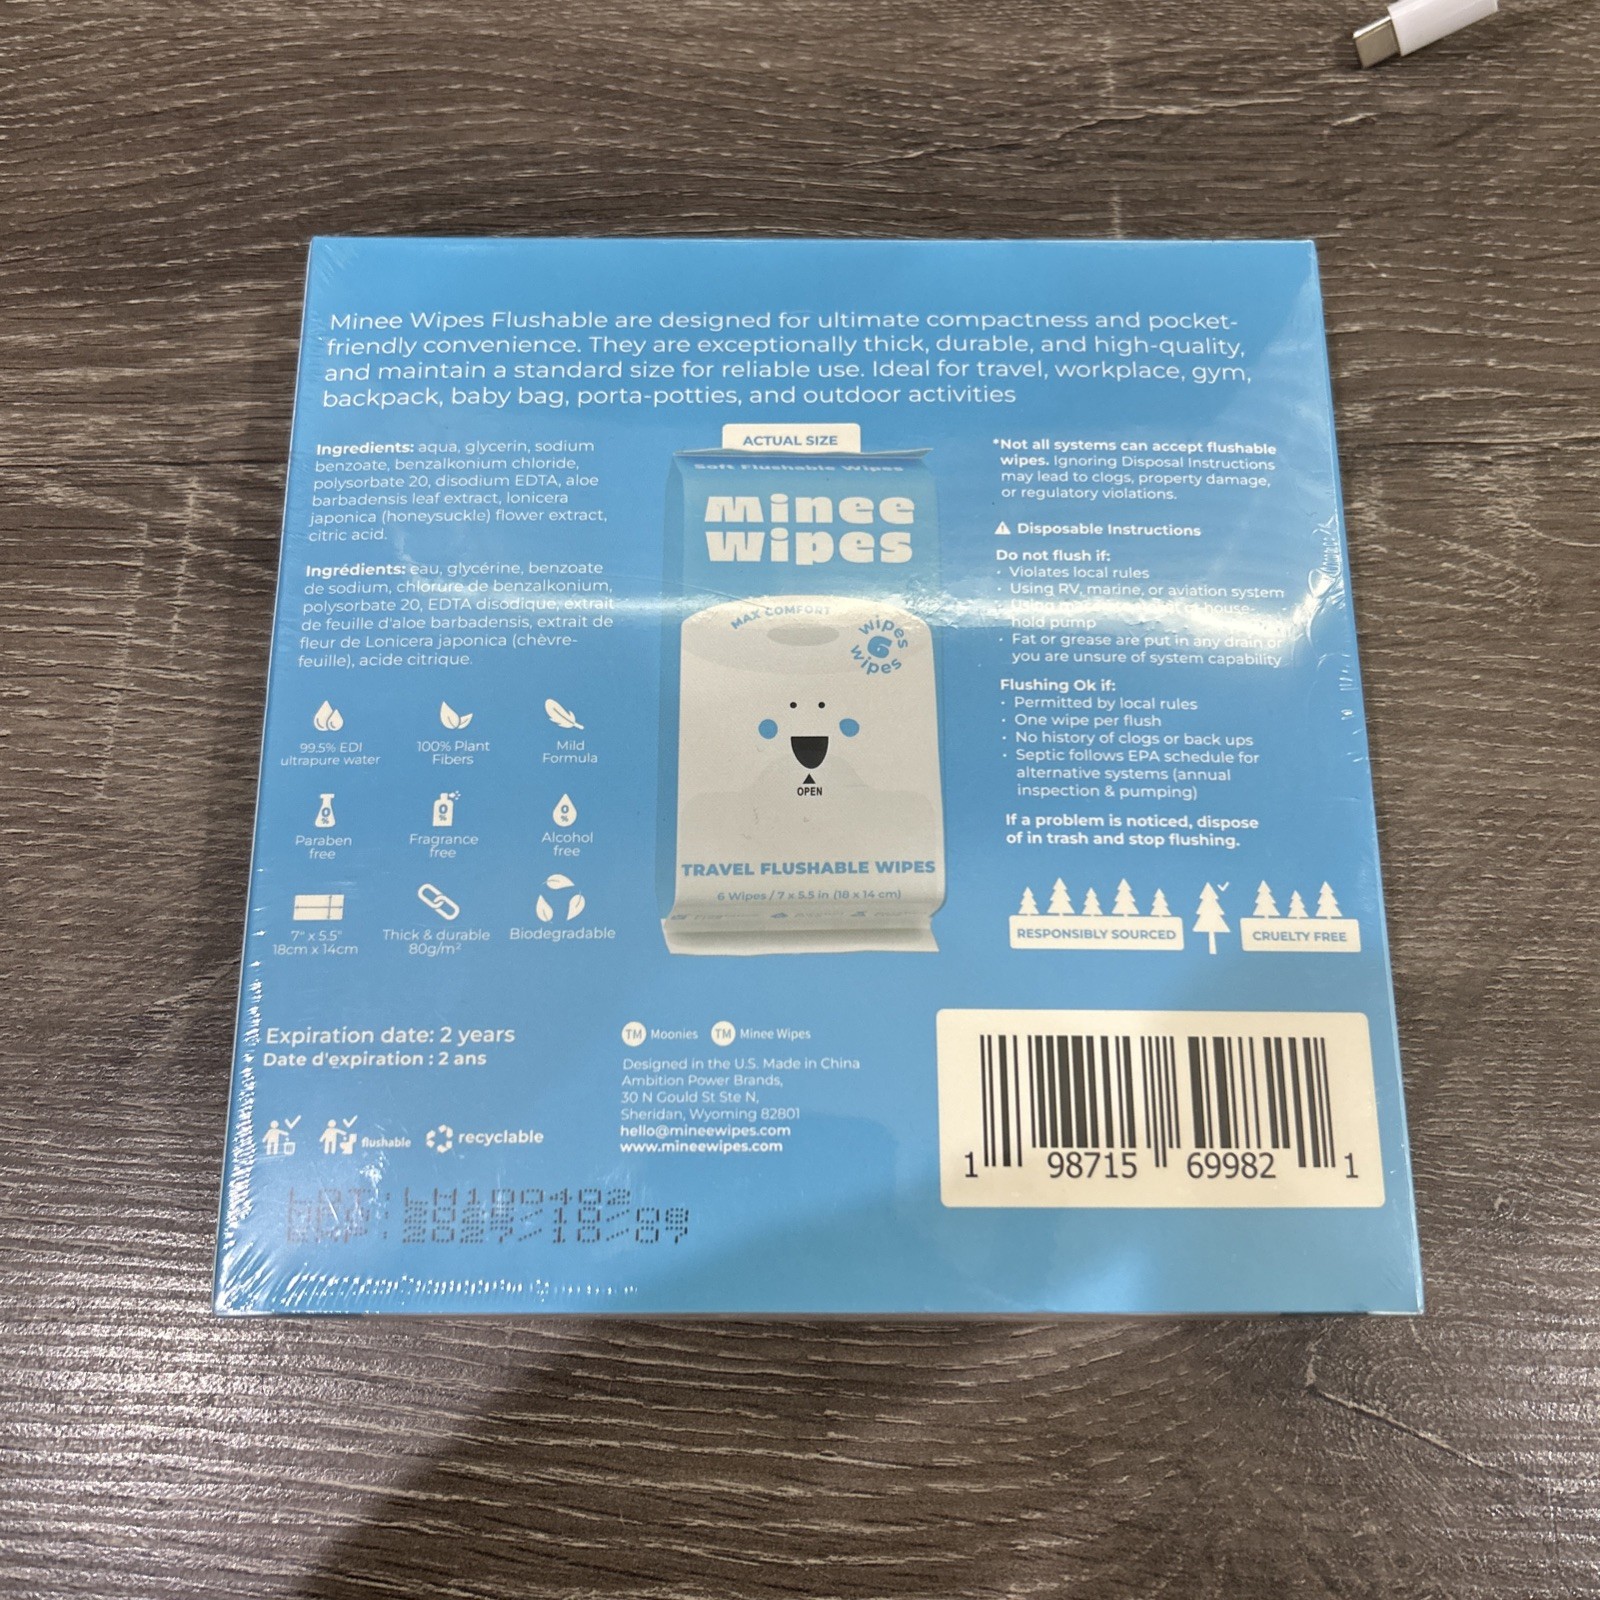 Minee Wipes Flushable are designed for ultimate compactness and pocket-
friendly convenience. They are exceptionally thick, durable, and high-quality,
and maintain a standard size for reliable use. Ideal for travel, workplace, gym,
backpack, baby bag, porta-potties, and outdoor activities
Ingredients: aqua, glycerin, sodium
benzoate, benzalkonium chloride,
polysorbate 20, disodium EDTA, aloe
barbadensis leaf extract, lonicera
japonica (honeysuckle) flower extract,
citric acid.
Ingrédients: eau, glycérine, benzoate
de sodium, chlorure de benzalkonium,
polysorbate 20, EDTA disodique, extrait
de feuille d'aloe barbadensis, extrait de
fleur de Lonicera japonica (chèvre-
feuille), acide citrique.
99.5% EDI
ultrapure water
100% Plant
Fibers
Mild
Formula
0%
Paraben
free
0%
Fragrance
free
0%
Alcohol
free
7" x 5.5"
18cm x 14cm
Thick & durable
80g/m²
Biodegradable
ACTUAL SIZE
Soft Flushable Wipes
Minee
Wipes
MAX COMFORT
wipes
6
wipes
OPEN
TRAVEL FLUSHABLE WIPES
6 Wipes / 7 x 5.5 in (18 x 14 cm)
*Not all systems can accept flushable
wipes. Ignoring Disposal Instructions
may lead to clogs, property damage,
or regulatory violations.
Disposable Instructions
Do not flush if:
• Violates local rules
• Using RV, marine, or aviation system
• Using house-
hold pump
• Fat or grease are put in any drain or
you are unsure of system capability
Flushing Ok if:
• Permitted by local rules
• One wipe per flush
• No history of clogs or back ups
• Septic follows EPA schedule for
alternative systems (annual
inspection & pumping)
If a problem is noticed, dispose
of in trash and stop flushing.
RESPONSIBLY SOURCED
CRUELTY FREE
Expiration date: 2 years
Date d'expiration : 2 ans
flushable
recyclable
TM Moonies TM Minee Wipes
Designed in the U.S. Made in China
Ambition Power Brands,
30 N Gould St Ste N,
Sheridan, Wyoming 82801
hello@mineewipes.com
www.mineewipes.com
1 98715 69982 1